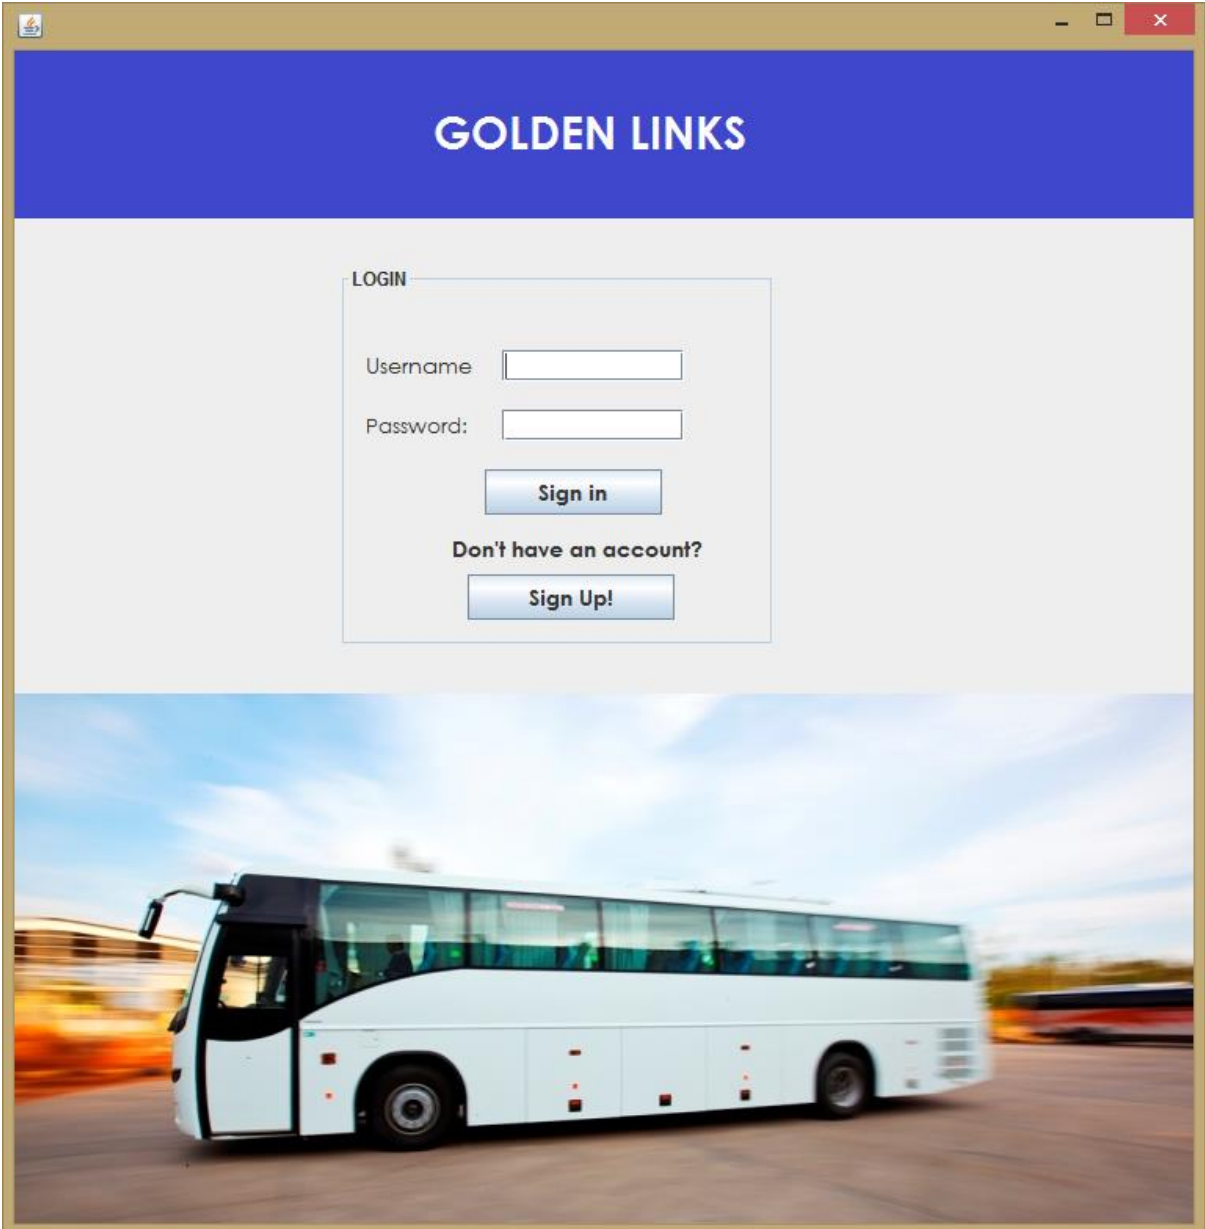 GOLDEN LINKS
LOGIN
Username
Password:
Sign in
Don't have an account?
Sign Up!